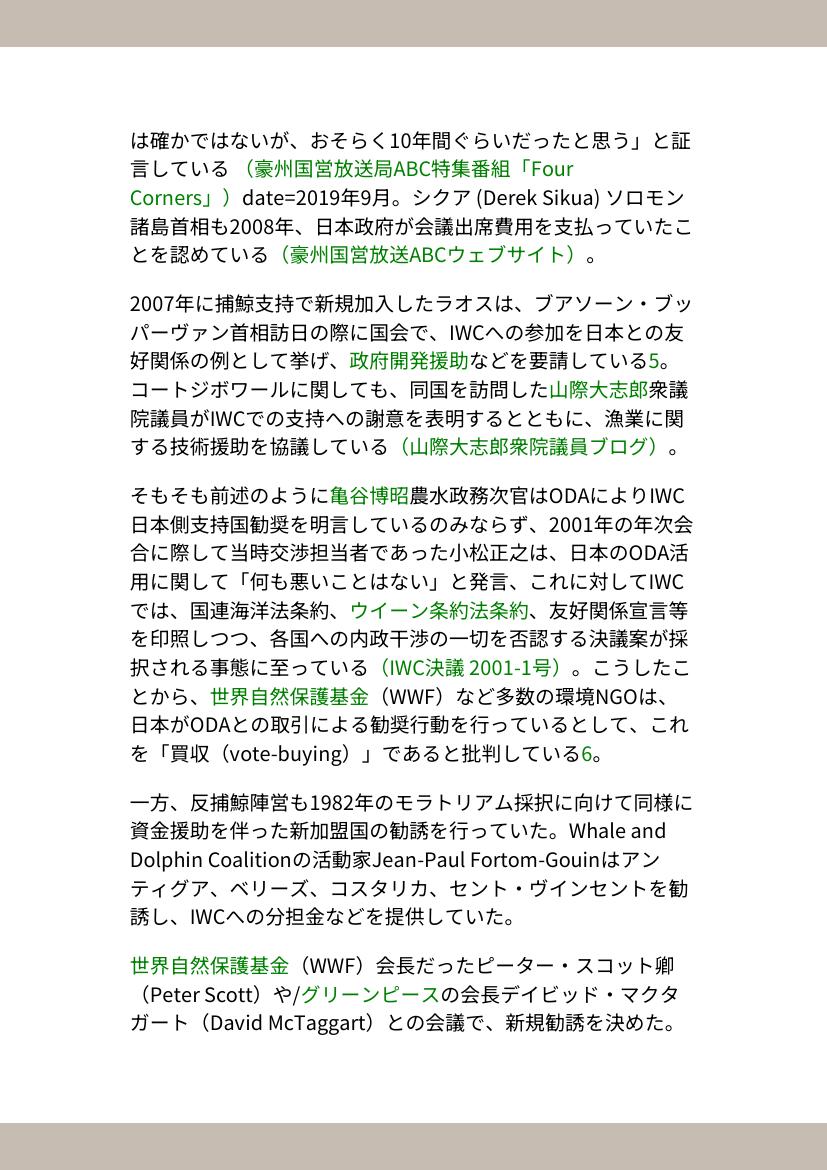 は確かではないが、おそらく10年間ぐらいだったと思う」と証
言している （豪州国営放送局ABC特集番組「Four
Corners」）date=2019年9月。シクア (Derek Sikua) ソロモン
諸島首相も2008年、日本政府が会議出席費用を支払っていたこ
とを認めている（豪州国営放送ABCウェブサイト）。
2007年に捕鯨支持で新規加入したラオスは、ブアソーン・ブッ
パーヴァン首相訪日の際に国会で、IWCへの参加を日本との友
好関係の例として挙げ、政府開発援助などを要請している5。
コートジボワールに関しても、同国を訪問した山際大志郎衆議
院議員がIWCでの支持への謝意を表明するとともに、漁業に関
する技術援助を協議している（山際大志郎衆院議員ブログ）。
そもそも前述のように亀谷博昭農水政務次官はODAによりIWC
日本側支持国勧奨を明言しているのみならず、2001年の年次会
合に際して当時交渉担当者であった小松正之は、日本のODA活
用に関して「何も悪いことはない」と発言、これに対してIWC
では、国連海洋法条約、ウイーン条約法条約、友好関係宣言等
を印照しつつ、各国への内政干渉の一切を否認する決議案が採
択される事態に至っている（IWC決議 2001-1号）。こうしたこ
とから、世界自然保護基金（WWF）など多数の環境NGOは、
日本がODAとの取引による勧奨行動を行っているとして、これ
を「買収（vote-buying）」であると批判している6。
一方、反捕鯨陣営も1982年のモラトリアム採択に向けて同様に
資金援助を伴った新加盟国の勧誘を行っていた。Whale and
Dolphin Coalitionの活動家Jean-Paul Fortom-Gouinはアン
ティグア、ベリーズ、コスタリカ、セント・ヴインセントを勧
誘し、IWCへの分担金などを提供していた。
世界自然保護基金（WWF）会長だったピーター・スコット卿
（Peter Scott）や/グリーンピースの会長デイビッド・マクタ
ガート（David McTaggart）との会議で、新規勧誘を決めた。